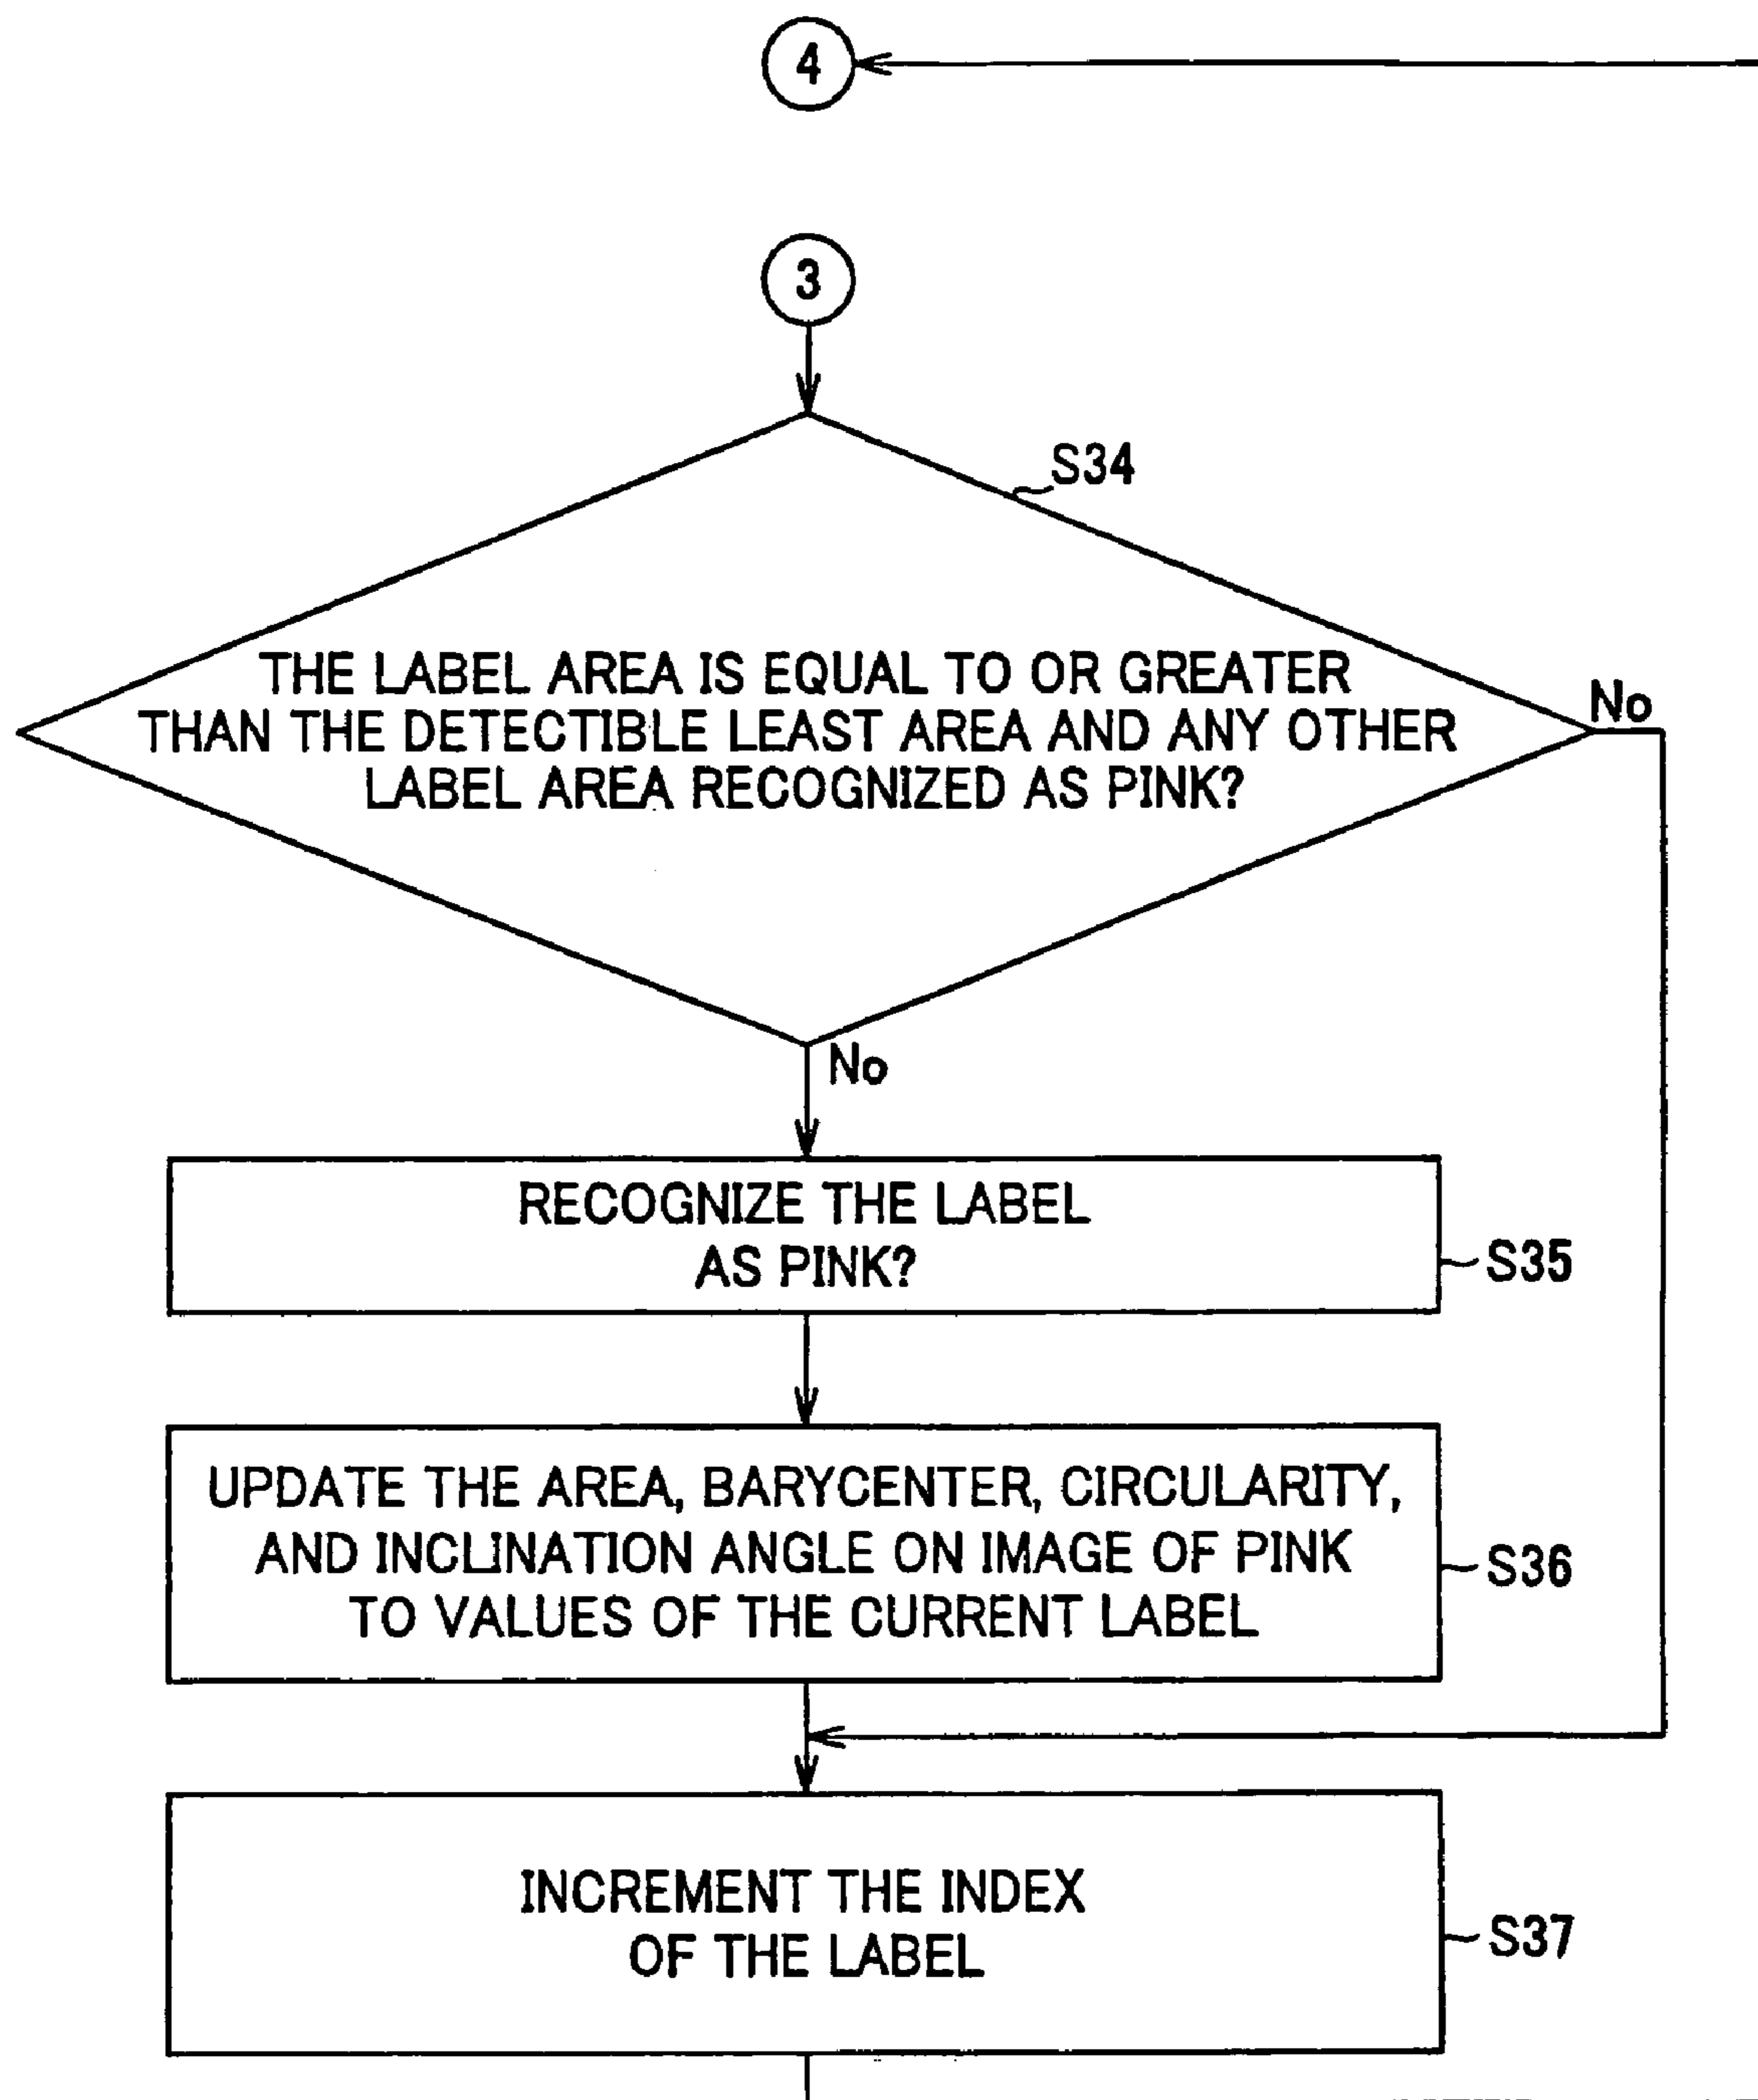 4
3
S34
THE LABEL AREA IS EQUAL TO OR GREATER
THAN THE DETECTIBLE LEAST AREA AND ANY OTHER
LABEL AREA RECOGNIZED AS PINK?
No
No
RECOGNIZE THE LABEL
AS PINK?
S35
UPDATE THE AREA, BARYCENTER, CIRCULARITY,
AND INCLINATION ANGLE ON IMAGE OF PINK
TO VALUES OF THE CURRENT LABEL
S36
INCREMENT THE INDEX
OF THE LABEL
S37